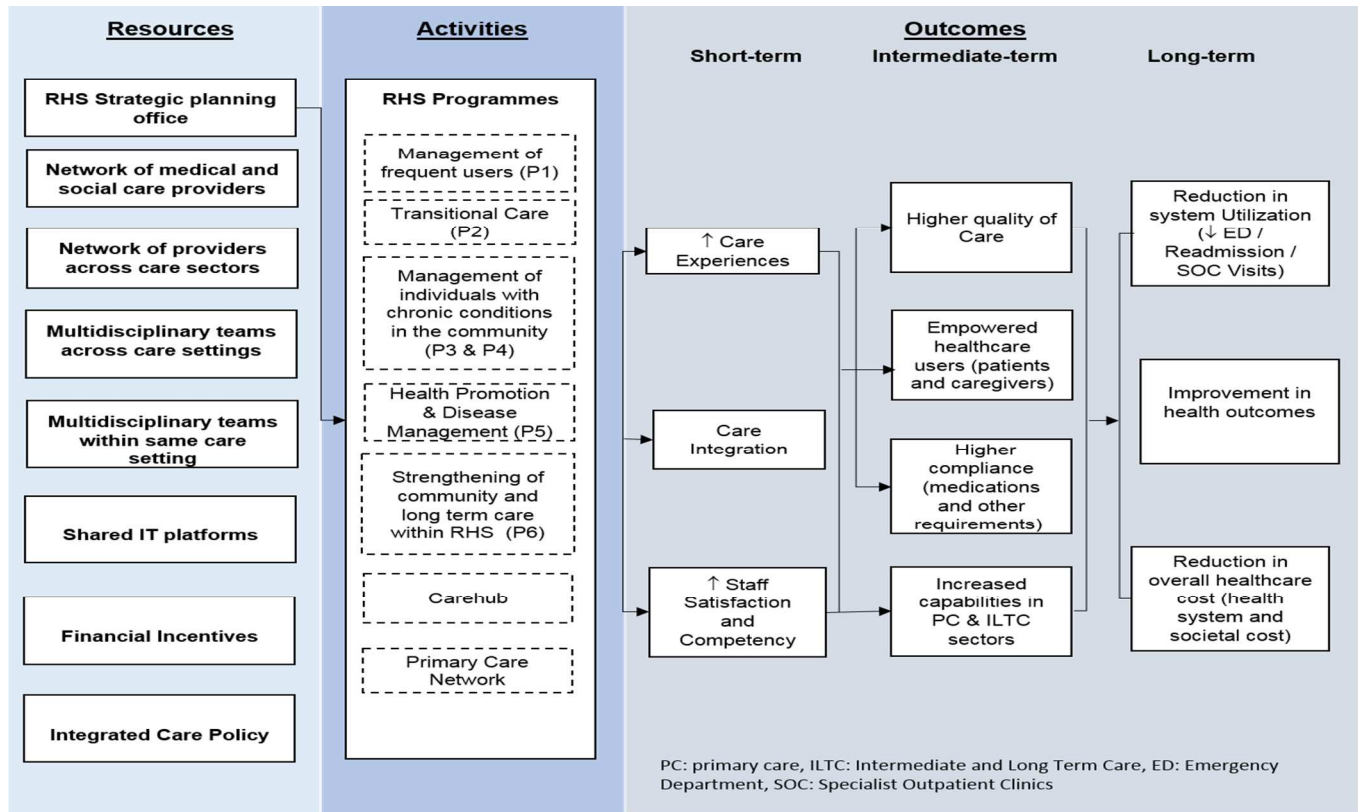 Resources
RHS Strategic planning
office
Network of medical and
social care providers
Network of providers
across care sectors
Multidisciplinary teams
across care settings
Multidisciplinary teams
within same care
setting
Shared IT platforms
Financial Incentives
Integrated Care Policy
Activities
RHS Programmes
Management of
frequent users (P1)
Transitional Care
(P2)
Management of
individuals with
chronic conditions
in the community
(P3 & P4)
Health Promotion
& Disease
Management (P5)
Strengthening of
community and
long term care
within RHS (P6)
Carehub
Primary Care
Network
Outcomes
Short-term
↑ Care
Experiences
Care
Integration
↑ Staff
Satisfaction
and
Competency
Intermediate-term
Higher quality of
Care
Empowered
healthcare
users (patients
and caregivers)
Higher
compliance
(medications
and other
requirements)
Increased
capabilities in
PC & ILTC
sectors
Long-term
Reduction in
system Utilization
(↓ ED /
Readmission /
SOC Visits)
Improvement in
health outcomes
Reduction in
overall healthcare
cost (health
system and
societal cost)
PC: primary care, ILTC: Intermediate and Long Term Care, ED: Emergency
Department, SOC: Specialist Outpatient Clinics